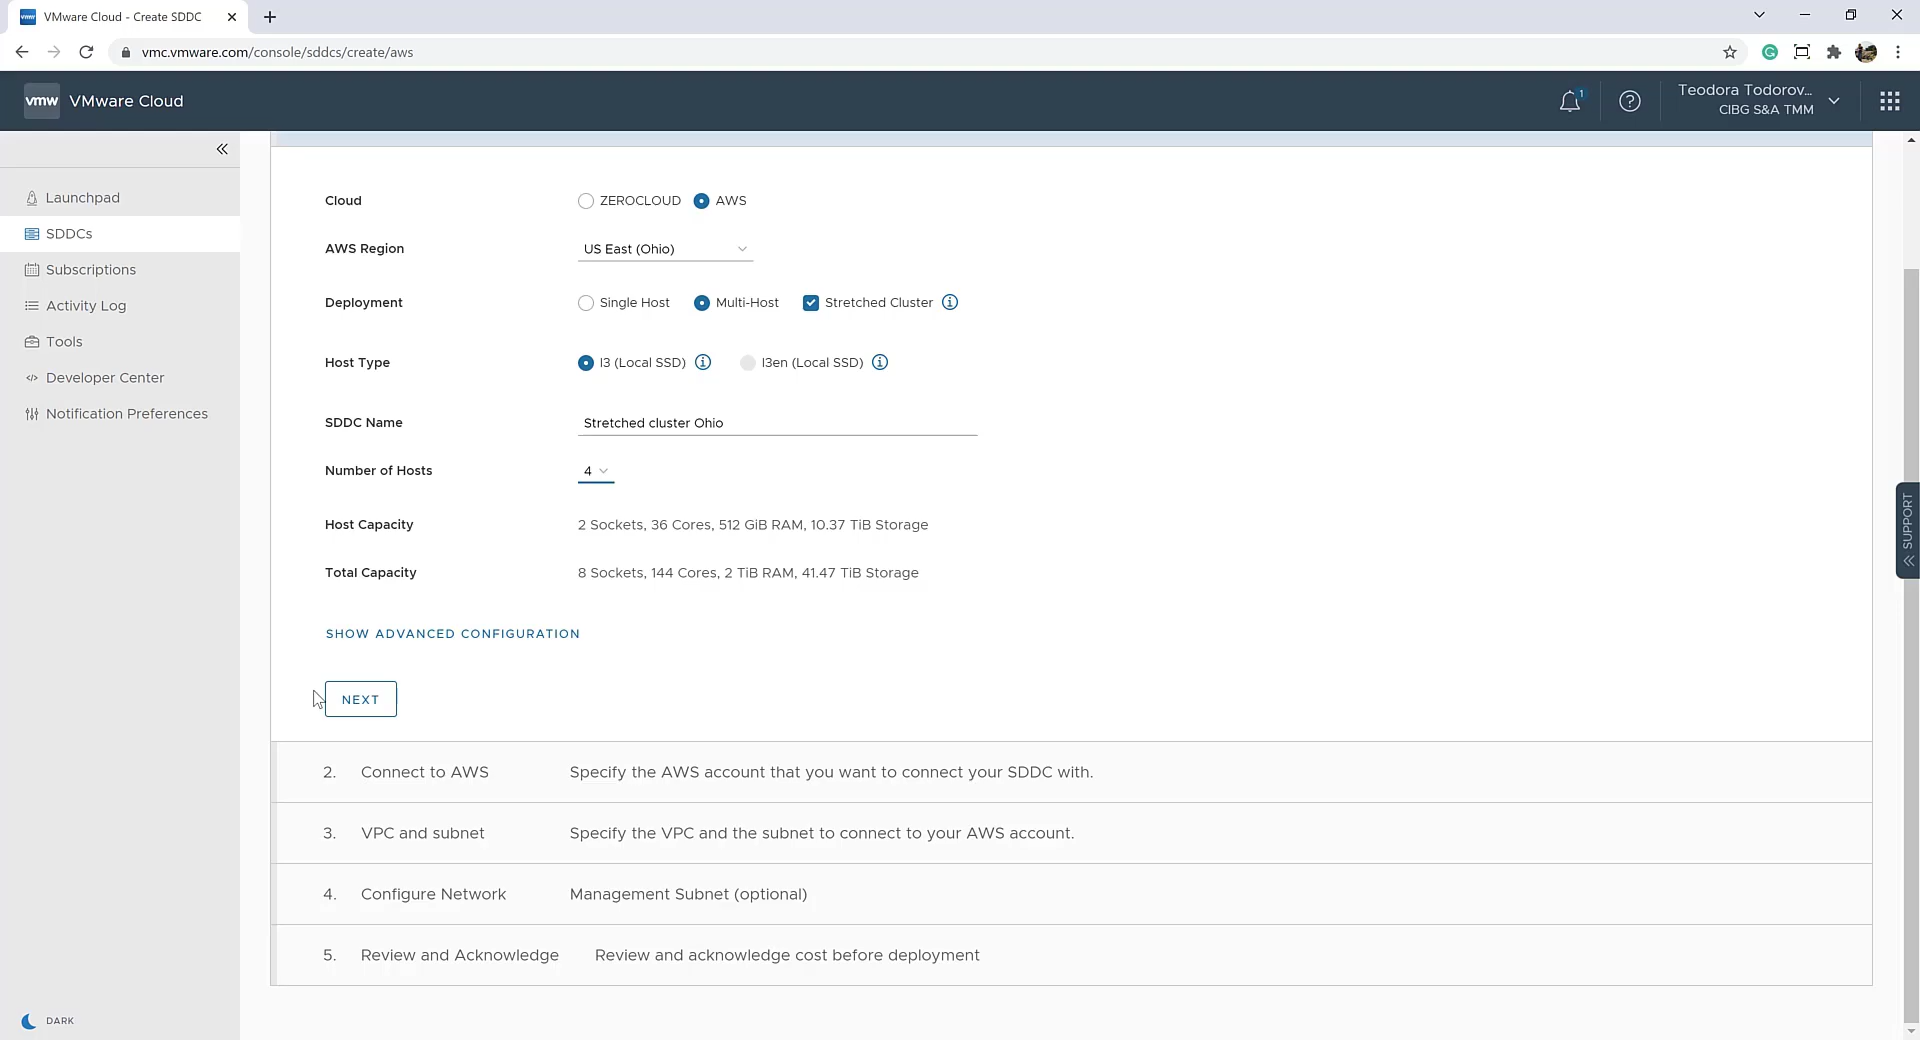 VMware Cloud - Create SDDC
vmc.vmware.com/console/sddcs/create/aws
vmw VMware Cloud
1
Teodora Todorov...
CIBG S&A TMM
Launchpad
SDDCs
Subscriptions
Activity Log
Tools
Developer Center
Notification Preferences
DARK
Cloud ZEROCLOUD AWS
AWS Region US East (Ohio)
Deployment Single Host Multi-Host Stretched Cluster
Host Type I3 (Local SSD) I3en (Local SSD)
SDDC Name Stretched cluster Ohio
Number of Hosts 4
Host Capacity 2 Sockets, 36 Cores, 512 GiB RAM, 10.37 TiB Storage
Total Capacity 8 Sockets, 144 Cores, 2 TiB RAM, 41.47 TiB Storage
SHOW ADVANCED CONFIGURATION
NEXT
2. Connect to AWS Specify the AWS account that you want to connect your SDDC with.
3. VPC and subnet Specify the VPC and the subnet to connect to your AWS account.
4. Configure Network Management Subnet (optional)
5. Review and Acknowledge Review and acknowledge cost before deployment
SUPPORT